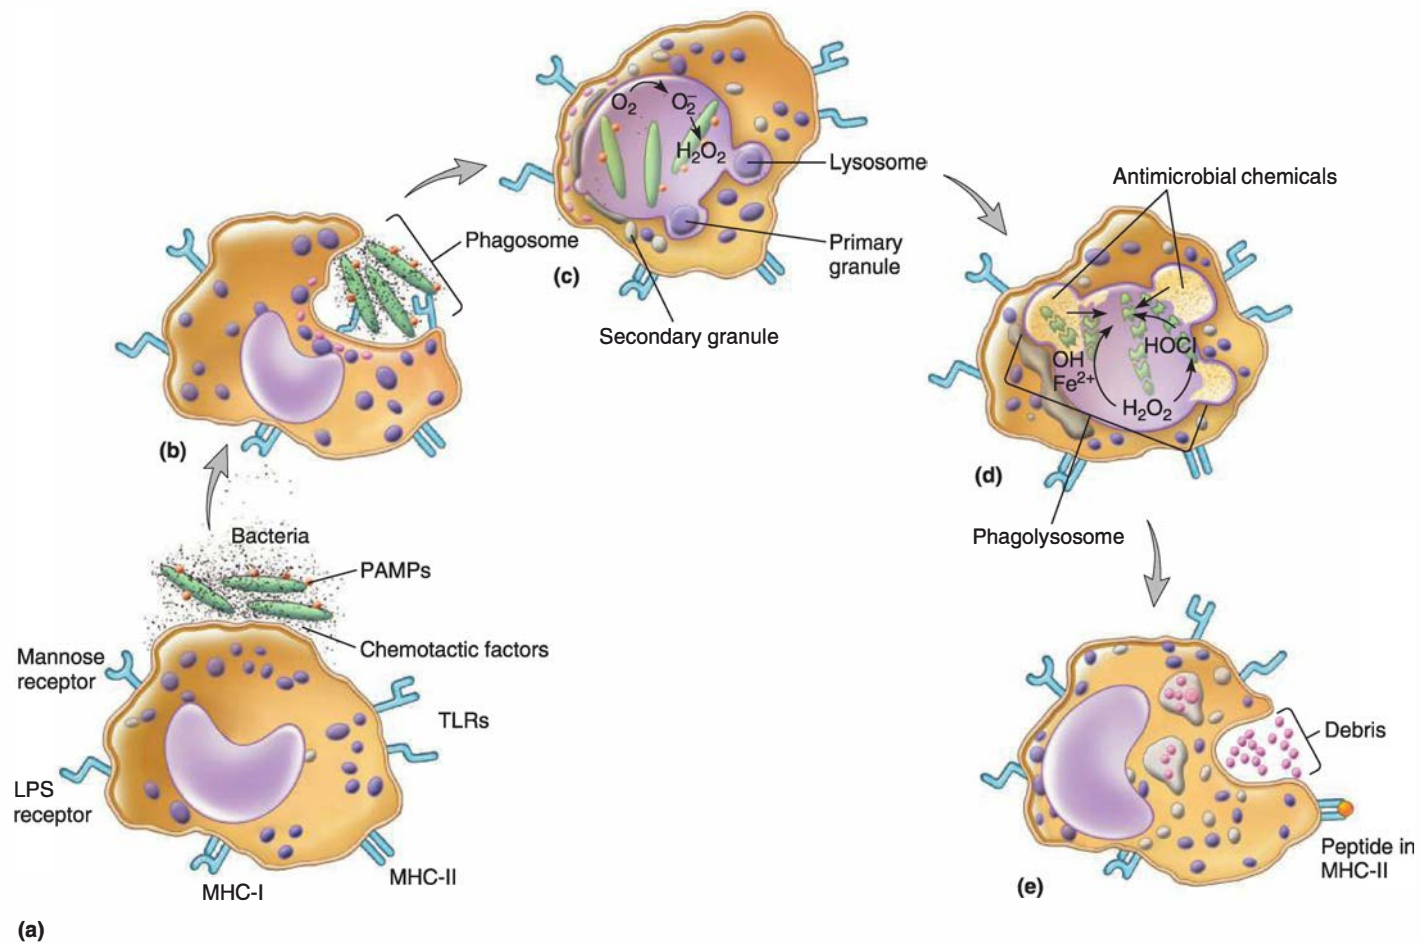 Bacteria
PAMPs
Chemotactic factors
Mannose
receptor
TLRs
LPS
receptor
MHC-I
MHC-II
(a)
Phagosome
(b)
O₂
O₂⁻
H₂O₂
Lysosome
Primary
granule
(c)
Secondary granule
Antimicrobial chemicals
OH
Fe²⁺
HOCl
H₂O₂
(d)
Phagolysosome
Debris
Peptide in
MHC-II
(e)